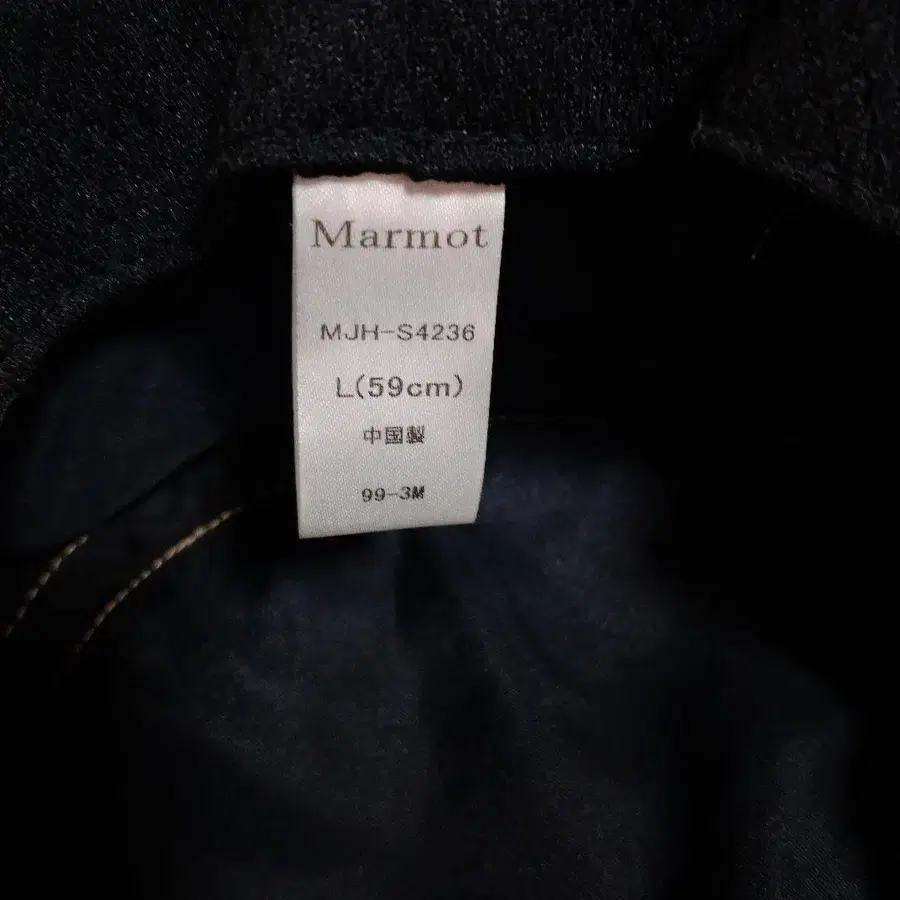 Marmot
MJH-S4236
L(59cm)
中国製
99-3M